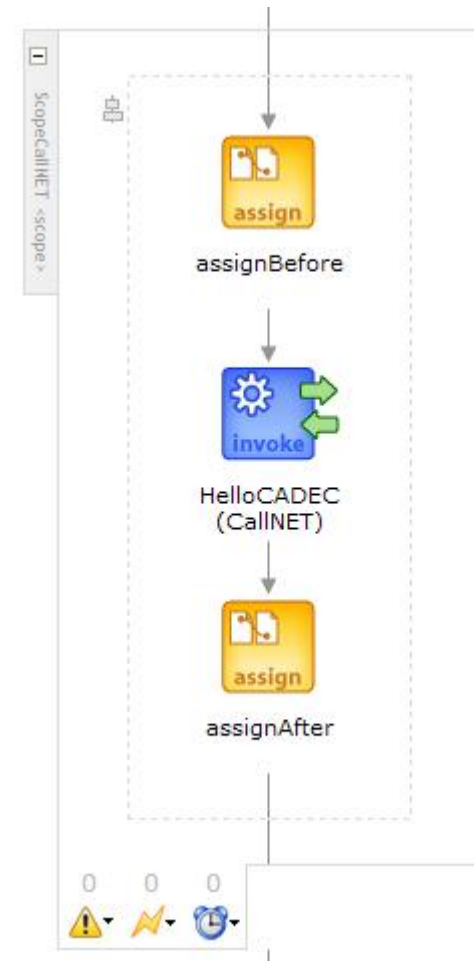 ScopeCallNET <scope>
assign
assignBefore
invoke
HelloCADEC
(CallNET)
assign
assignAfter
0 0 0